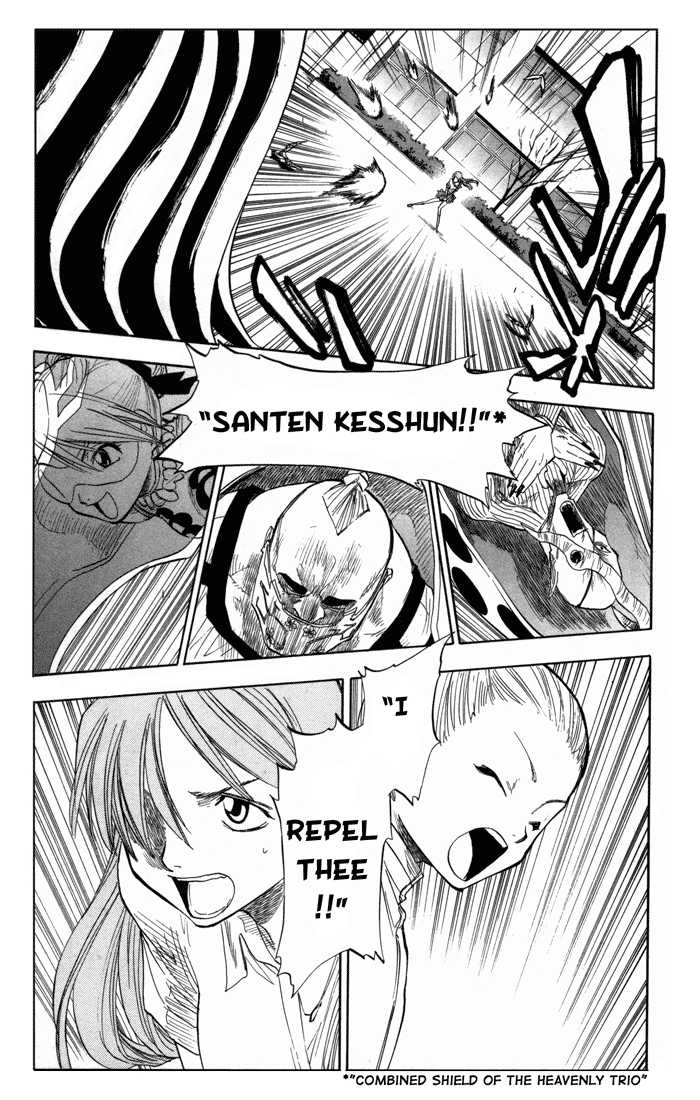 "SANTEN KESSHUN!!"*
"I
REPEL
THEE
!!"
*"COMBINED SHIELD OF THE HEAVENLY TRIO"